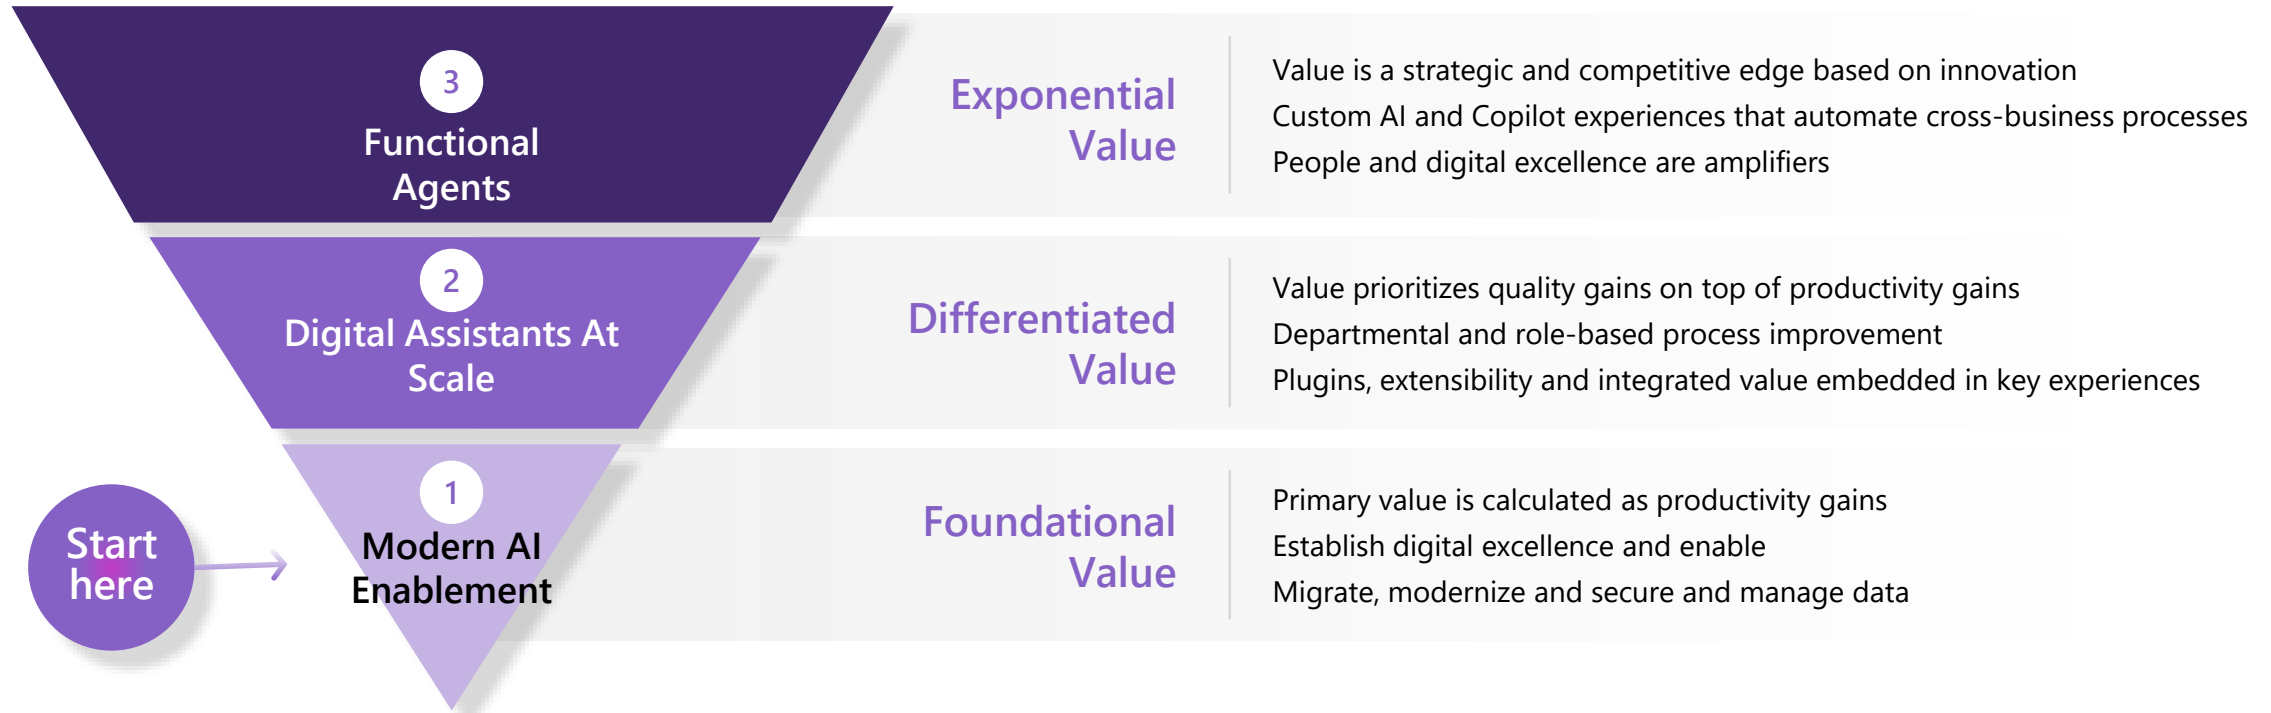 3
Functional
Agents
Exponential
Value
Value is a strategic and competitive edge based on innovation
Custom AI and Copilot experiences that automate cross-business processes
People and digital excellence are amplifiers
2
Digital Assistants At
Scale
Differentiated
Value
Value prioritizes quality gains on top of productivity gains
Departmental and role-based process improvement
Plugins, extensibility and integrated value embedded in key experiences
Start
here
1
Modern AI
Enablement
Foundational
Value
Primary value is calculated as productivity gains
Establish digital excellence and enable
Migrate, modernize and secure and manage data